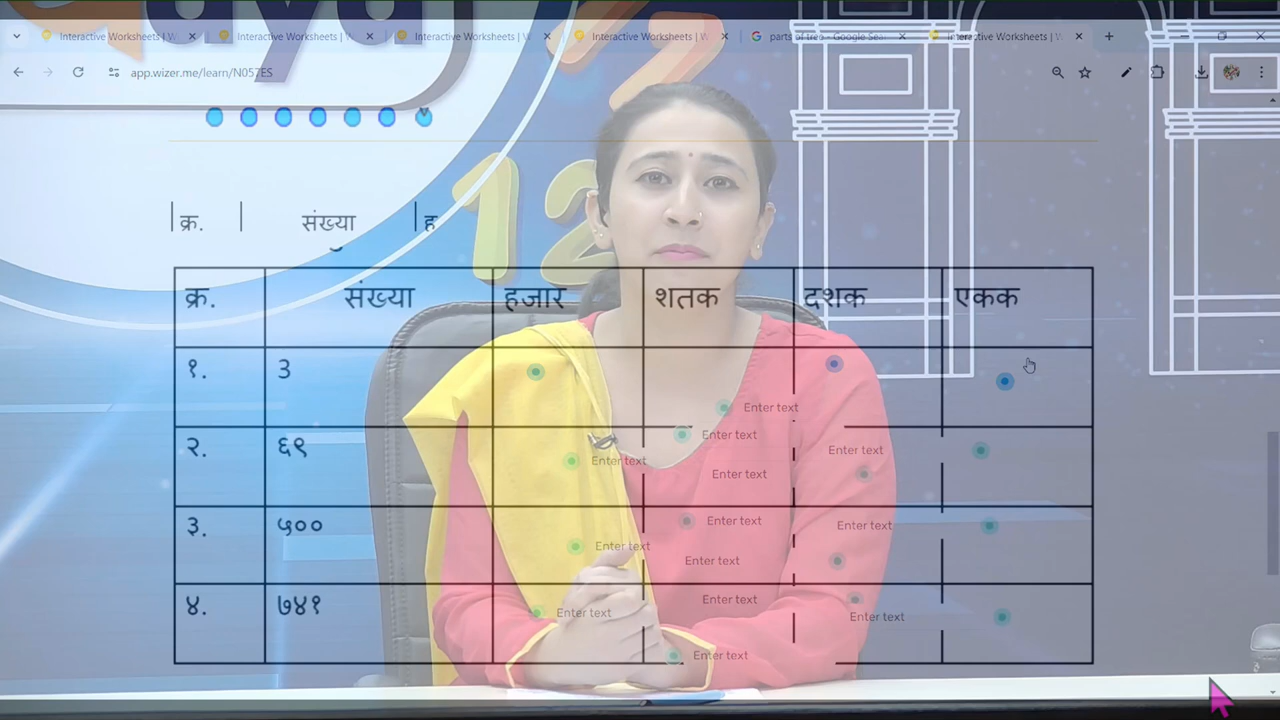 Interactive Worksheets | W Interactive Worksheets | W Interactive Worksheets | W Interactive Worksheets | W parts of tree - Google Sea Interactive Worksheets | W
app.wizer.me/learn/N057ES
12
क्र. संख्या ह
क्र. संख्या हजार शतक दशक एकक
१. ३
Enter text
२. ६९ Enter text Enter text
Enter text Enter text
३. ५०० Enter text Enter text
Enter text Enter text
४. ७४१ Enter text Enter text Enter text
Enter text